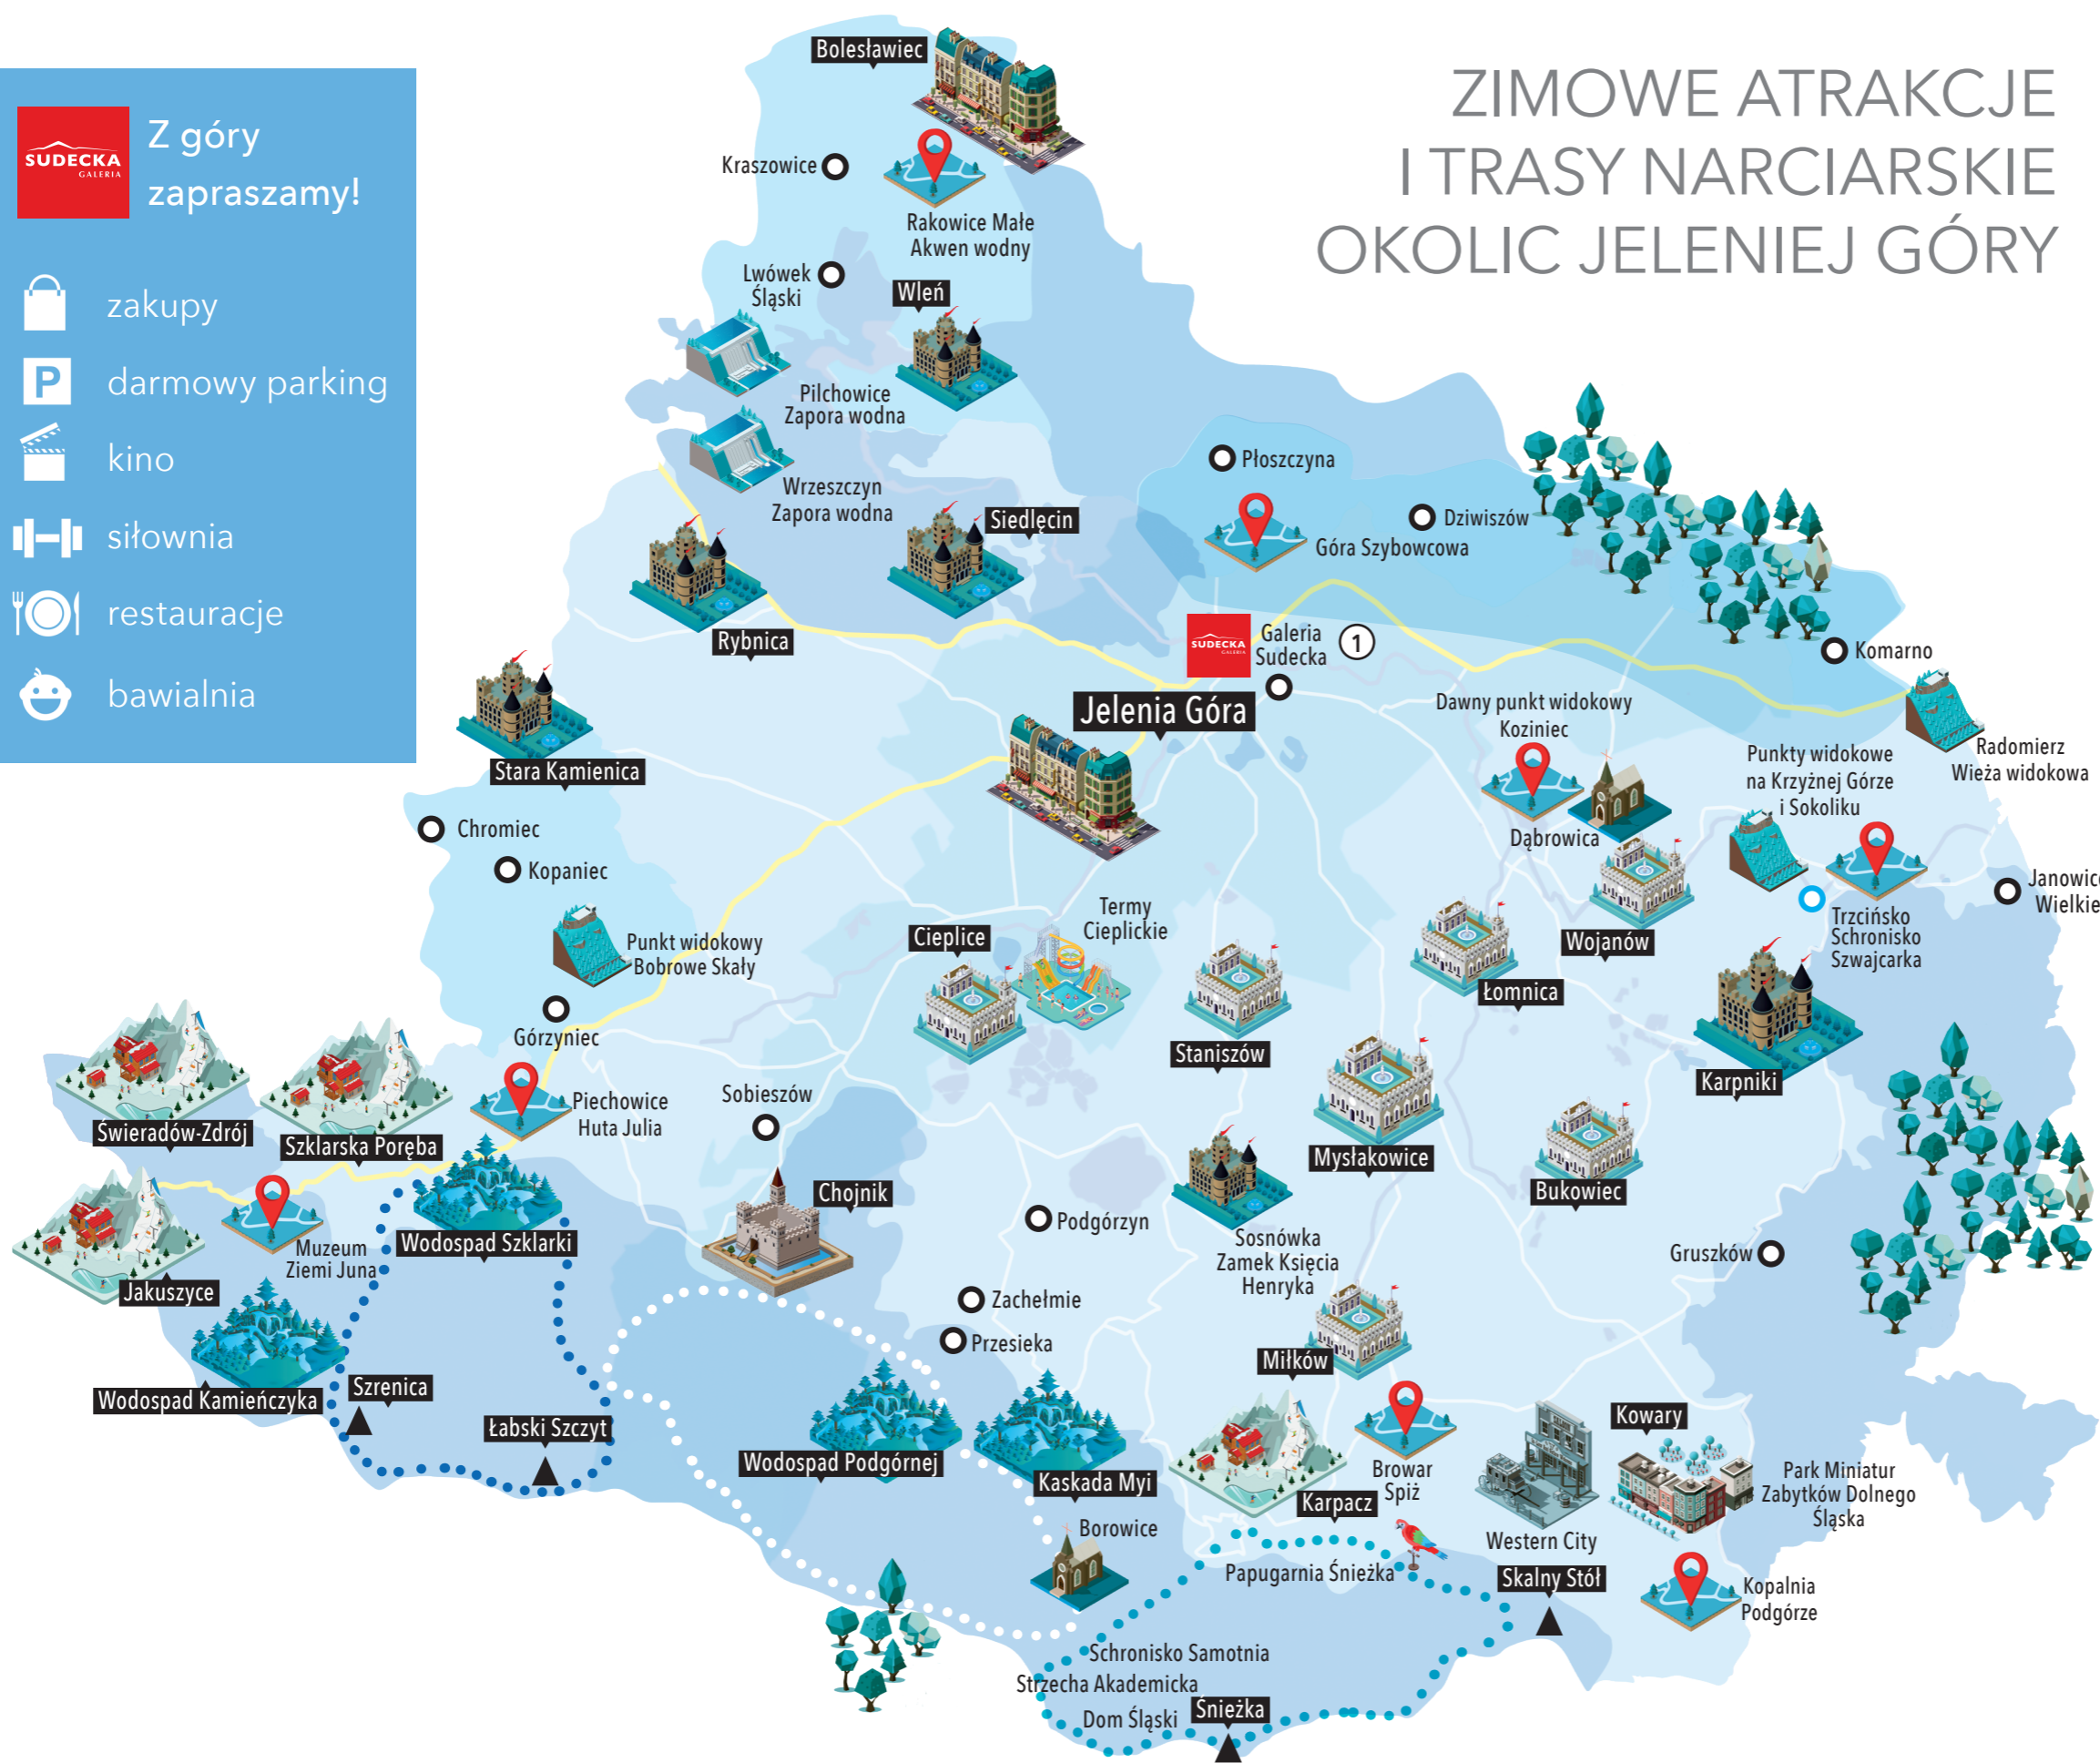 SUDECKA
GALERIA
Z góry
zapraszamy!
zakupy
P
darmowy parking
kino
siłownia
restauracje
bawialnia
ZIMOWE ATRAKCJE
I TRASY NARCIARSKIE
OKOLIC JELENIEJ GÓRY
Bolesławiec
Kraszowice
Rakowice Małe
Akwen wodny
Lwówek
Śląski
Wleń
Pilchowice
Zapora wodna
Wrzeszczyn
Zapora wodna
Siedlęcin
Płoszczyna
Dziwiszów
Góra Szybowcowa
Rybnica
SUDECKA
GALERIA
Galeria
Sudecka
1
Komarno
Jelenia Góra
Dawny punkt widokowy
Koziniec
Radomierz
Wieża widokowa
Punkty widokowe
na Krzyżnej Górze
i Sokoliku
Stara Kamienica
Chromiec
Kopaniec
Dąbrowica
Janowice
Wielkie
Punkt widokowy
Bobrowe Skały
Termy
Cieplickie
Cieplice
Wojanów
Trzcińsko
Schronisko
Szwajcarka
Łomnica
Górzyniec
Staniszów
Karpniki
Piechowice
Huta Julia
Sobieszów
Świeradów-Zdrój
Szklarska Poręba
Mysłakowice
Bukowiec
Chojnik
Podgórzyn
Muzeum
Ziemi Juna
Wodospad Szklarki
Sosnówka
Zamek Księcia
Henryka
Gruszków
Jakuszyce
Zachełmie
Przesieka
Miłków
Wodospad Kamieńczyka
Szrenica
Łabski Szczyt
Wodospad Podgórnej
Kaskada Myi
Karpacz
Browar
Spiż
Kowary
Park Miniatur
Zabytków Dolnego
Śląska
Borowice
Western City
Papugarnia Śnieżka
Skalny Stół
Kopalnia
Podgórze
Schronisko Samotnia
Strzecha Akademicka
Dom Śląski
Śnieżka